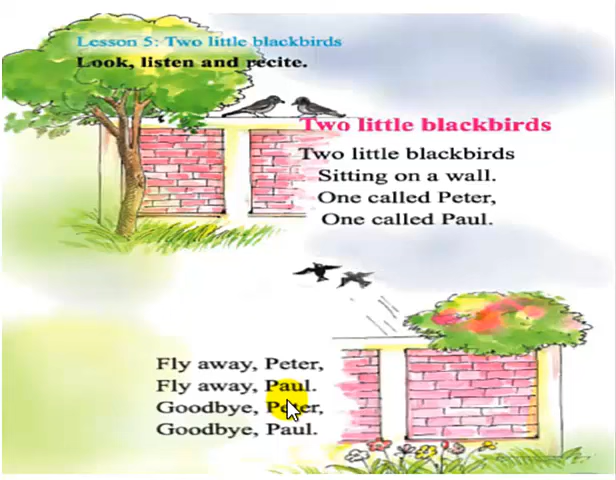 Lesson 5: Two little blackbirds
Look, listen and recite.
Two little blackbirds
Two little blackbirds
Sitting on a wall.
One called Peter,
One called Paul.
Fly away, Peter,
Fly away, Paul.
Goodbye, Peter,
Goodbye, Paul.